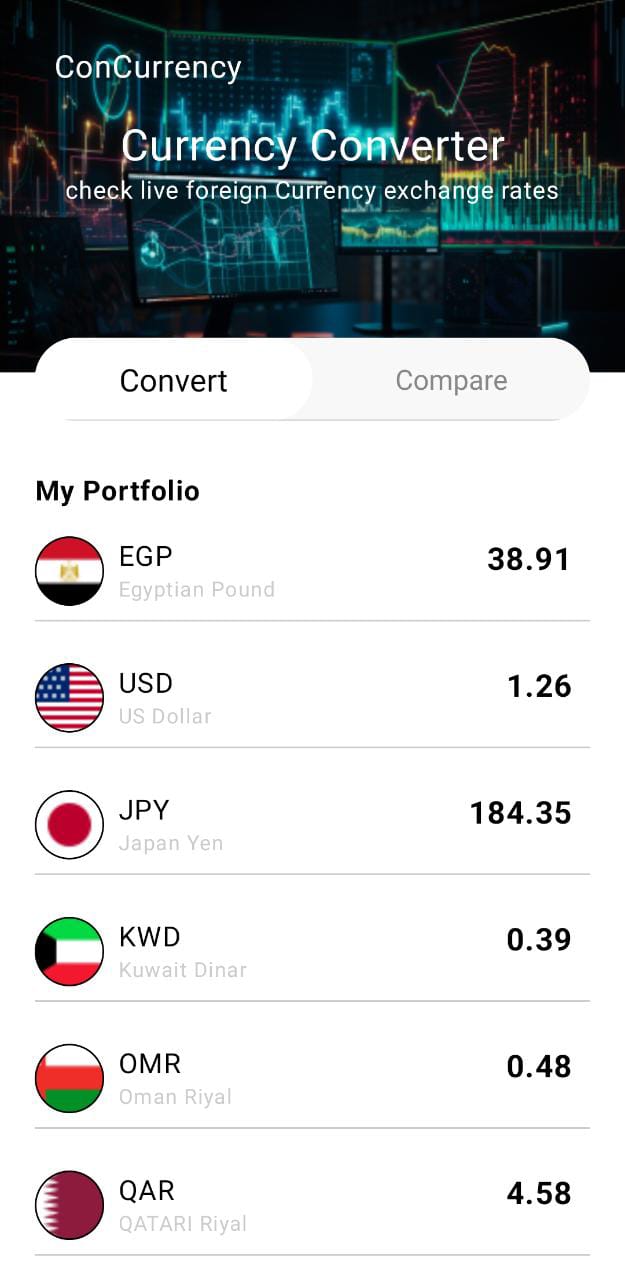 ConCurrency
Currency Converter
check live foreign Currency exchange rates
Convert
Compare
My Portfolio
EGP
38.91
Egyptian Pound
USD
1.26
US Dollar
JPY
184.35
Japan Yen
KWD
0.39
Kuwait Dinar
OMR
0.48
Oman Riyal
QAR
4.58
QATARI Riyal